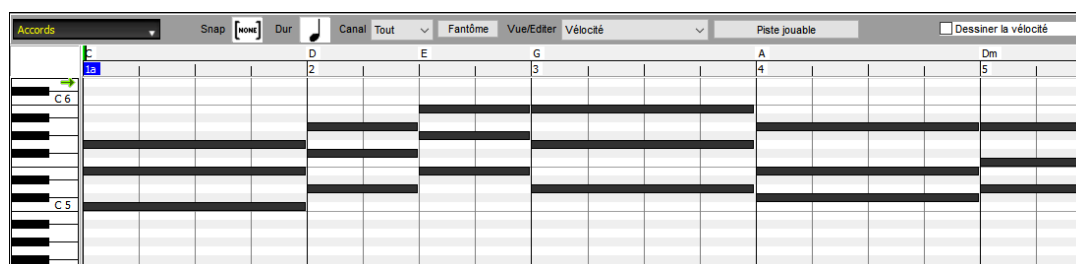 Accords Snap [NONE] Dur Canal Tout Fantôme Vue/Editer Vélocité Piste jouable Dessiner la vélocité
C D E G A Dm
1a 2 3 4 5
C 6
C 5